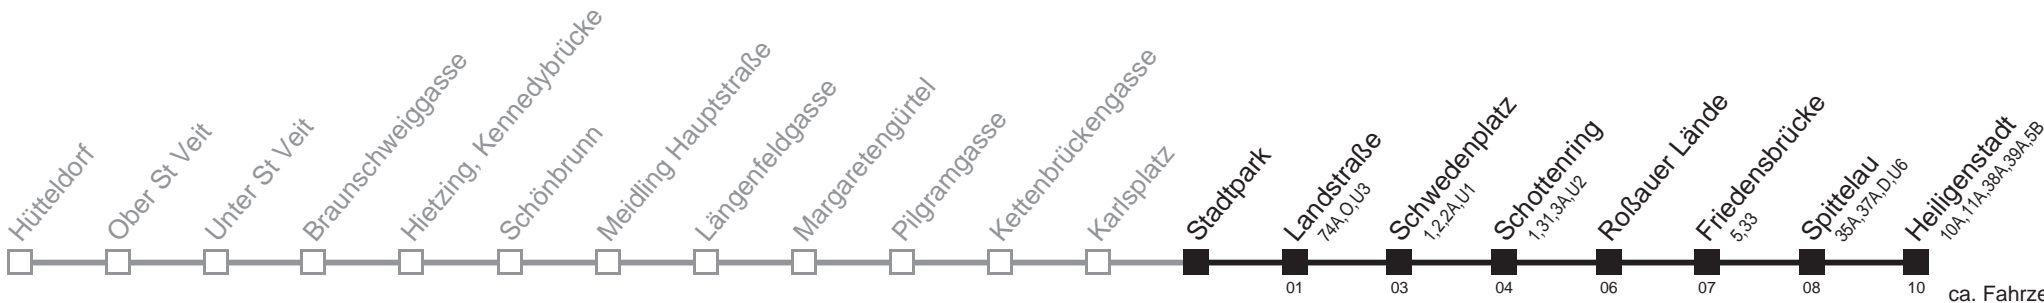 Hütteldorf
Ober St Veit
Unter St Veit
Braunschweiggasse
Hietzing, Kennedybrücke
Schönbrunn
Meidling Hauptstraße
Längenfeldgasse
Margaretengürtel
Pilgramgasse
Kettenbrückengasse
Karlsplatz
Stadtpark
Landstraße
74A,O,U3
Schwedenplatz
1,2,2A,U1
Schottenring
1,31,3A,U2
Roßauer Lände
Friedensbrücke
5,33
Spittelau
35A,37A,D,U6
Heiligenstadt
10A,11A,38A,39A,5B
01 03 04 06 07 08 10
ca. Fahrze